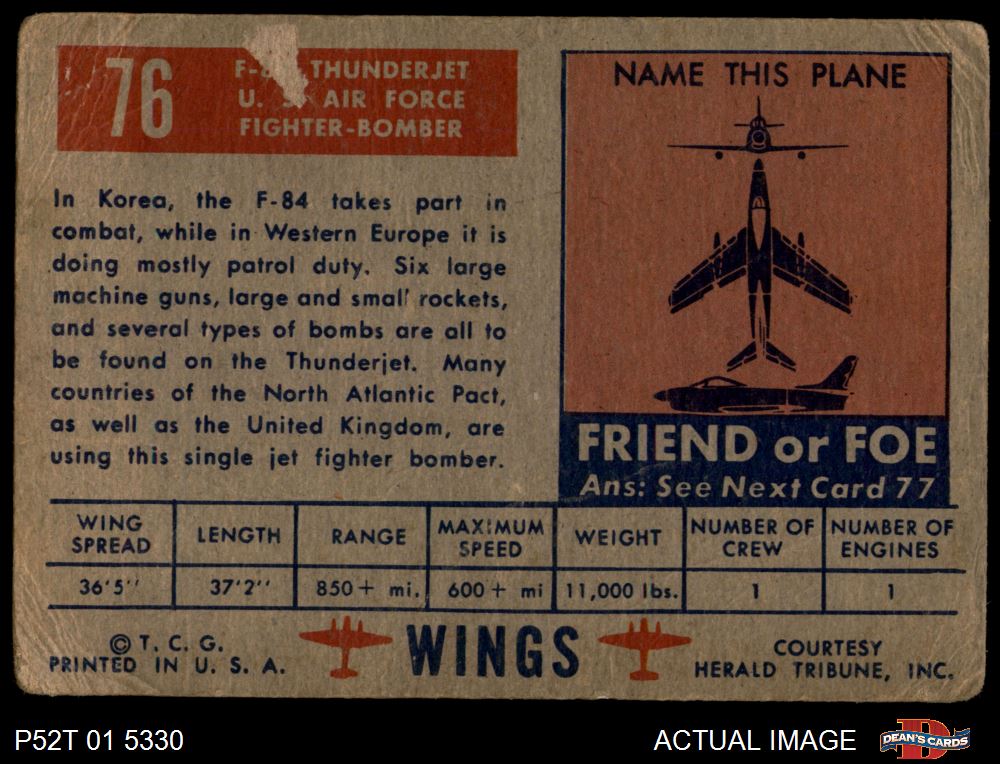 76
F-8 THUNDERJET
U. S. AIR FORCE
FIGHTER-BOMBER
In Korea, the F-84 takes part in
combat, while in Western Europe it is
doing mostly patrol duty. Six large
machine guns, large and small rockets,
and several types of bombs are all to
be found on the Thunderjet. Many
countries of the North Atlantic Pact,
as well as the United Kingdom, are
using this single jet fighter bomber.
NAME THIS PLANE
FRIEND or FOE
Ans: See Next Card 77
WING SPREAD LENGTH RANGE MAXIMUM SPEED WEIGHT NUMBER OF CREW NUMBER OF ENGINES
36'5'' 37'2'' 850+ mi. 600+ mi 11,000 lbs. 1 1
© T. C. G.
PRINTED IN U. S. A.
WINGS
COURTESY
HERALD TRIBUNE, INC.
P52T 01 5330
ACTUAL IMAGE
D
DEAN'S CARDS